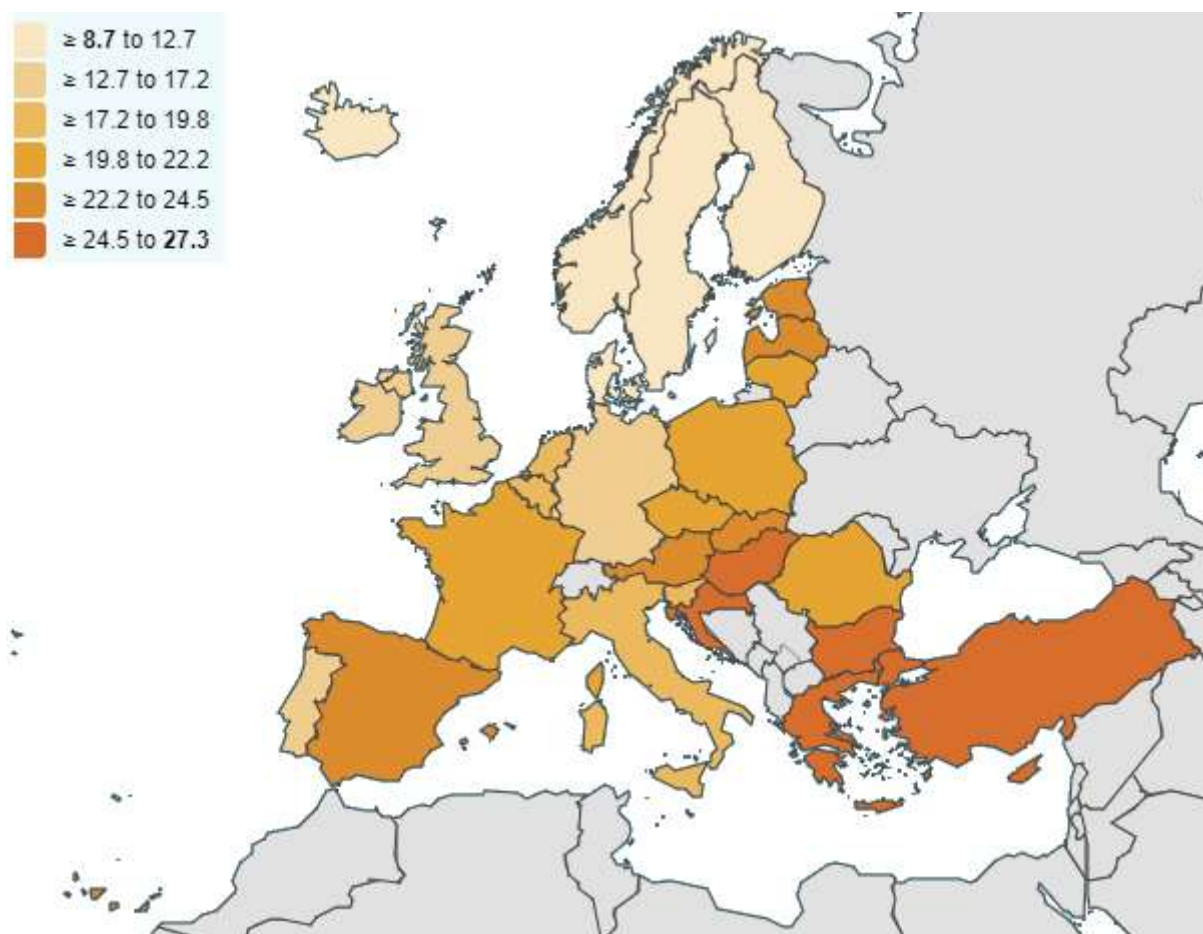 ≥ 8.7 to 12.7
≥ 12.7 to 17.2
≥ 17.2 to 19.8
≥ 19.8 to 22.2
≥ 22.2 to 24.5
≥ 24.5 to 27.3